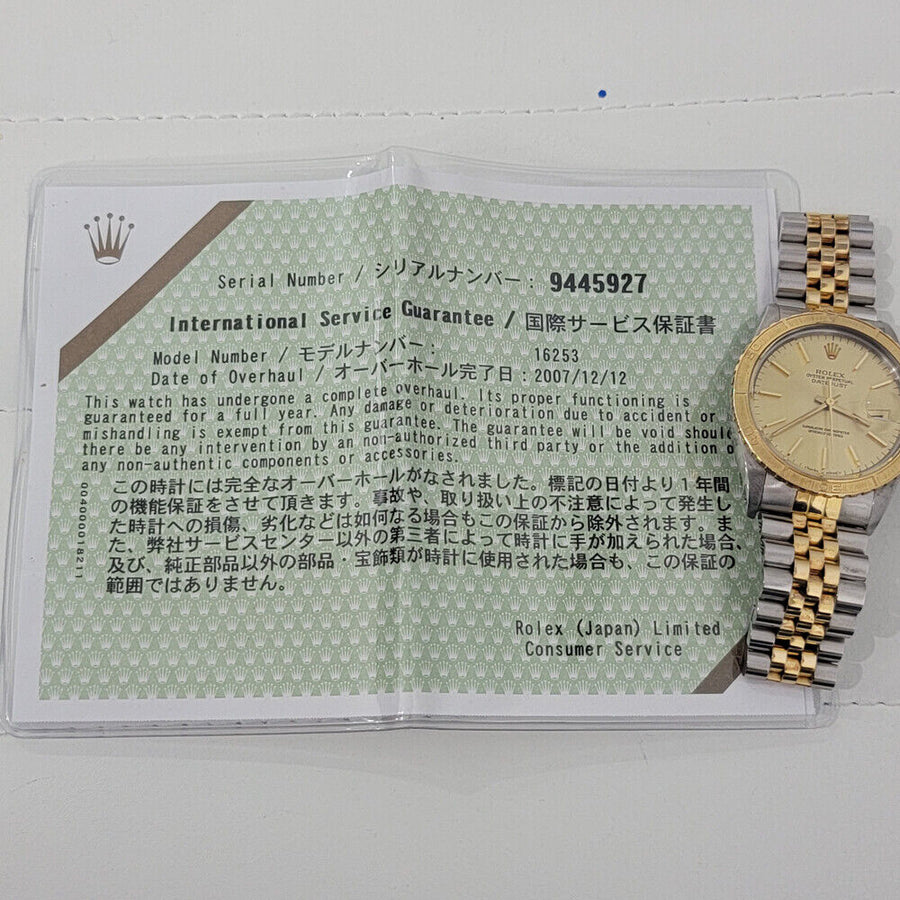 Serial Number / シリアルナンバー : 9445927
International Service Guarantee / 国際サービス保証書
Model Number / モデルナンバー : 16253
Date of Overhaul / オーバーホール完了日 : 2007/12/12
This watch has undergone a complete overhaul. Its proper functioning is
guaranteed for a full year. Any damage or deterioration due to accident or
mishandling is exempt from this guarantee. The guarantee will be void shoul
there be any intervention by an non-authorized third party or the addition o
any non-authentic components or accessories.
この時計には完全なオーバーホールがなされました。標記の日付より1年間
の機能保証をさせて頂きます。事故や、取り扱い上の不注意によって発生し
た時計への損傷、劣化などは如何なる場合もこの保証から除外されます。ま
た、弊社サービスセンター以外の第三者によって時計に手が加えられた場合、
及び、純正部品以外の部品・宝飾類が時計に使用された場合も、この保証の
範囲ではありません。
004000018211
Rolex (Japan) Limited
Consumer Service
ROLEX
OYSTER PERPETUAL
DATEJUST